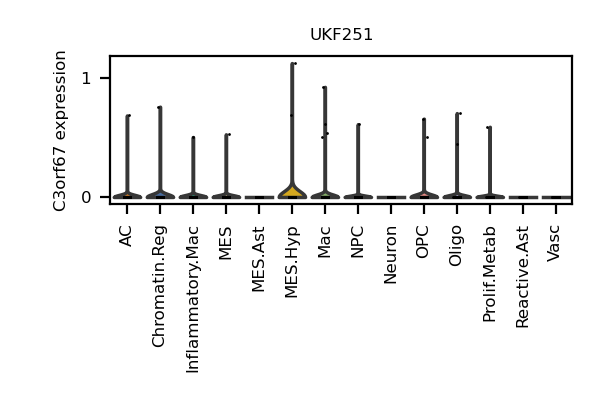 UKF251
C3orf67 expression
1
0
AC
Chromatin.Reg
Inflammatory.Mac
MES
MES.Ast
MES.Hyp
Mac
NPC
Neuron
OPC
Oligo
Prolif.Metab
Reactive.Ast
Vasc